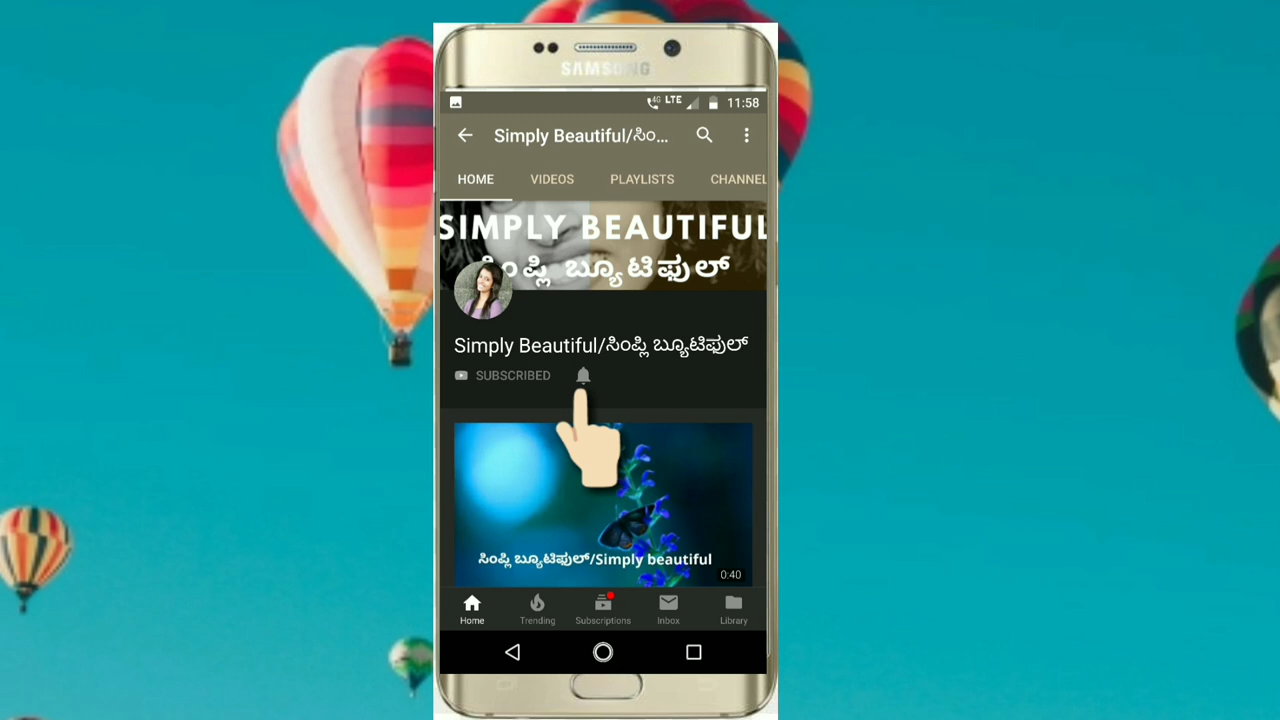 SAMSUNG
4G LTE 11:58
Simply Beautiful/ಸಿಂ...
HOME VIDEOS PLAYLISTS CHANNEL
SIMPLY BEAUTIFUL
ಸಿಂಪ್ಲಿ ಬ್ಯೂಟಿಫುಲ್
Simply Beautiful/ಸಿಂಪ್ಲಿ ಬ್ಯೂಟಿಫುಲ್
SUBSCRIBED
ಸಿಂಪ್ಲಿ ಬ್ಯೂಟಿಫುಲ್/Simply beautiful
0:40
Home Trending Subscriptions Inbox Library